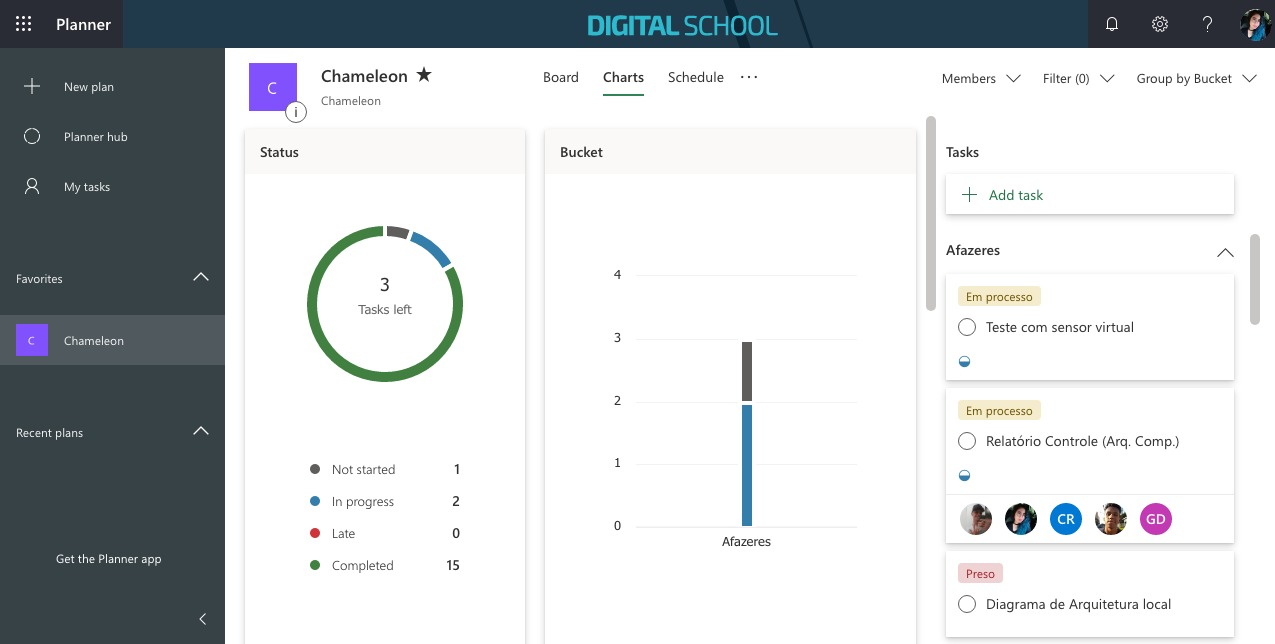 Planner
DIGITAL SCHOOL
?
New plan
Planner hub
My tasks
Favorites
C
Chameleon
Recent plans
Get the Planner app
C
i
Chameleon
Chameleon
Board
Charts
Schedule
Members
Filter (0)
Group by Bucket
Status
3
Tasks left
Not started 1
In progress 2
Late 0
Completed 15
Bucket
4
3
2
1
0
Afazeres
Tasks
Add task
Afazeres
Em processo
Teste com sensor virtual
Em processo
Relatório Controle (Arq. Comp.)
CR
GD
Preso
Diagrama de Arquitetura local